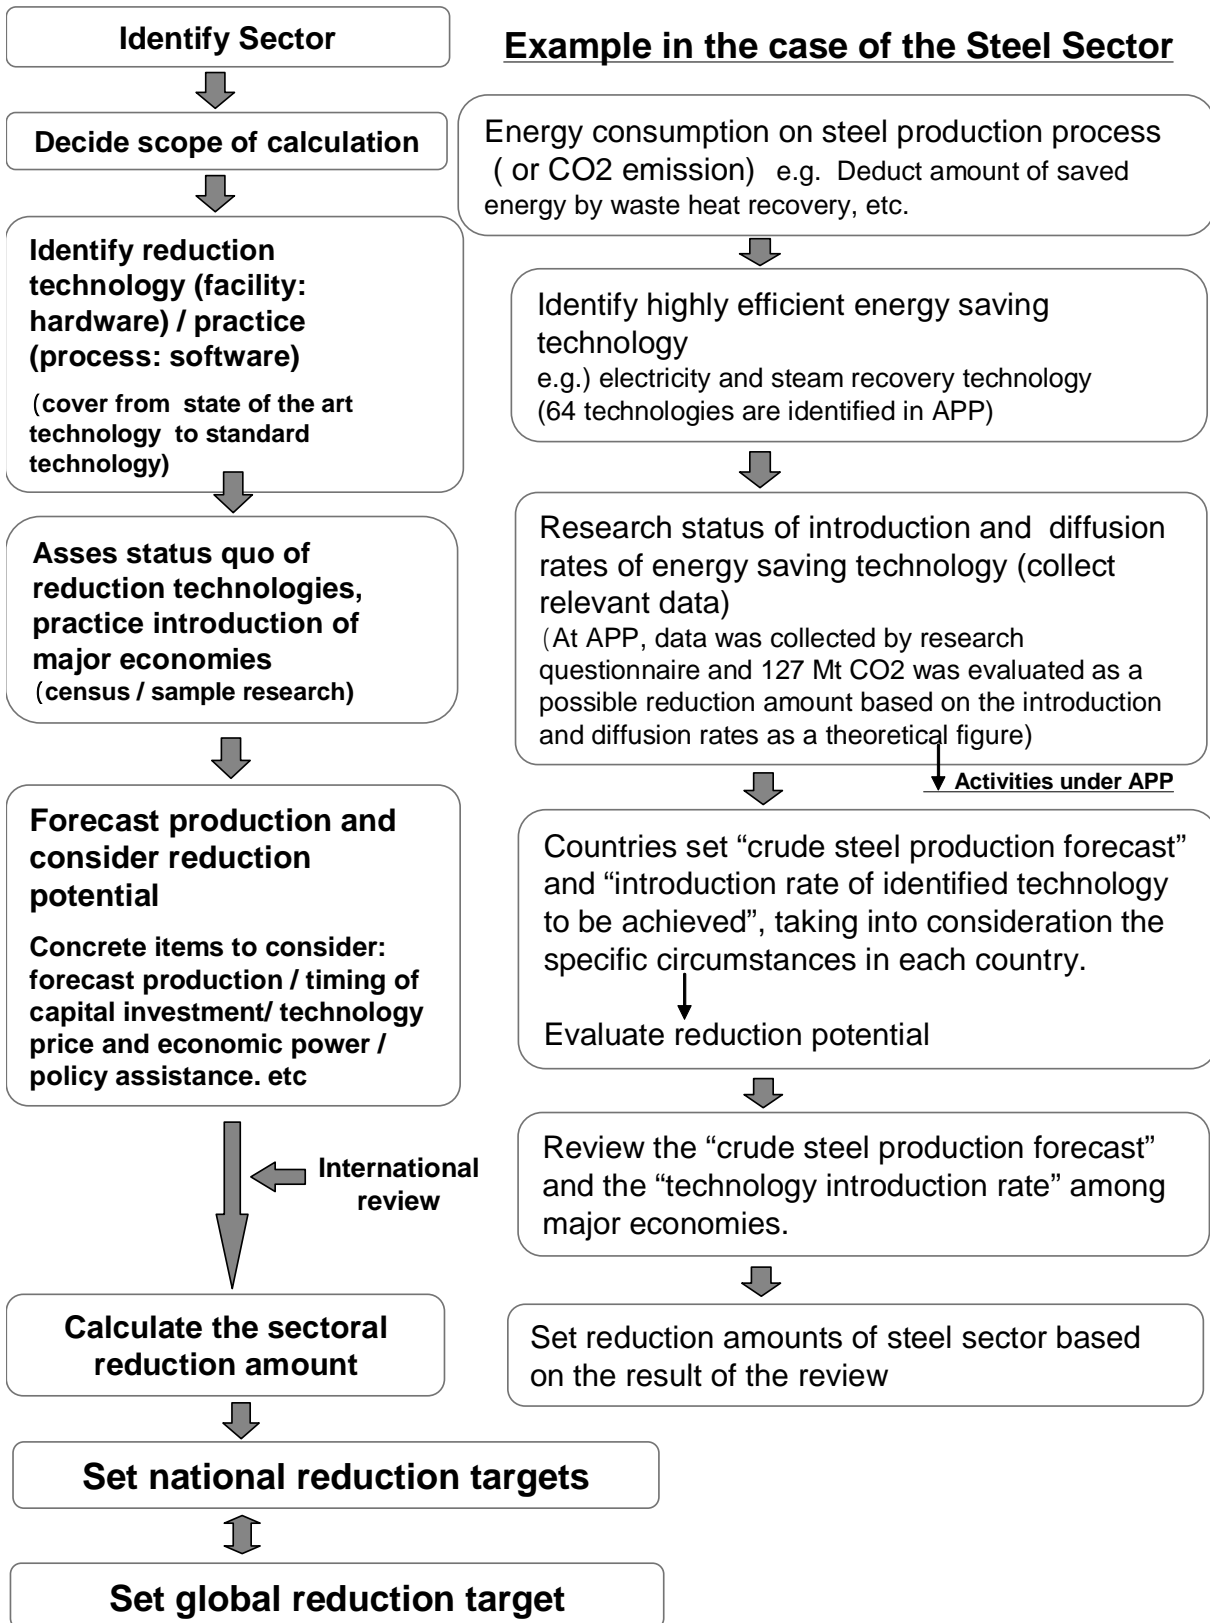 Identify Sector
Decide scope of calculation
Identify reduction
technology (facility:
hardware) / practice
(process: software)
(cover from state of the art
technology to standard
technology)
Asses status quo of
reduction technologies,
practice introduction of
major economies
(census / sample research)
Forecast production and
consider reduction
potential
Concrete items to consider:
forecast production / timing of
capital investment/ technology
price and economic power /
policy assistance. etc
International
review
Calculate the sectoral
reduction amount
Set national reduction targets
Set global reduction target
Example in the case of the Steel Sector
Energy consumption on steel production process
( or CO2 emission) e.g. Deduct amount of saved
energy by waste heat recovery, etc.
Identify highly efficient energy saving
technology
e.g.) electricity and steam recovery technology
(64 technologies are identified in APP)
Research status of introduction and diffusion
rates of energy saving technology (collect
relevant data)
(At APP, data was collected by research
questionnaire and 127 Mt CO2 was evaluated as a
possible reduction amount based on the introduction
and diffusion rates as a theoretical figure)
Activities under APP
Countries set “crude steel production forecast”
and “introduction rate of identified technology
to be achieved”, taking into consideration the
specific circumstances in each country.
Evaluate reduction potential
Review the “crude steel production forecast”
and the “technology introduction rate” among
major economies.
Set reduction amounts of steel sector based
on the result of the review